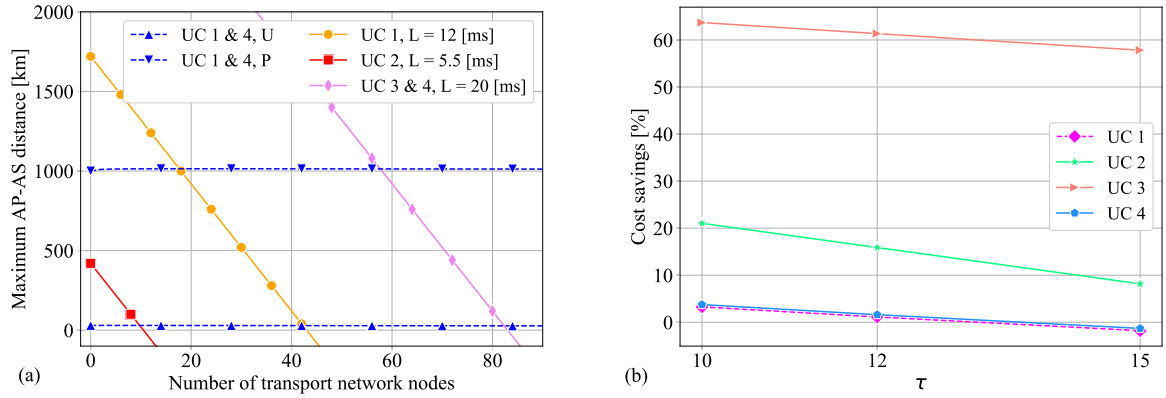 Maximum AP-AS distance [km]
2000
1500
1000
500
0
UC 1 & 4, U
UC 1 & 4, P
UC 1, L = 12 [ms]
UC 2, L = 5.5 [ms]
UC 3 & 4, L = 20 [ms]
0 20 40 60 80
Number of transport network nodes
(a)
Cost savings [%]
60
50
40
30
20
10
0
UC 1
UC 2
UC 3
UC 4
10 12 15
τ
(b)